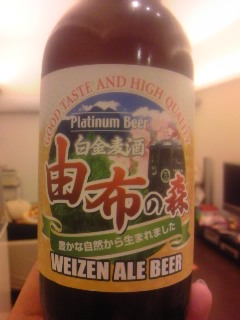 GOOD TASTE AND HIGH QUALITY
Platinum Beer
白金麦酒
由布の森
豊かな自然から生まれました
WEIZEN ALE BEER